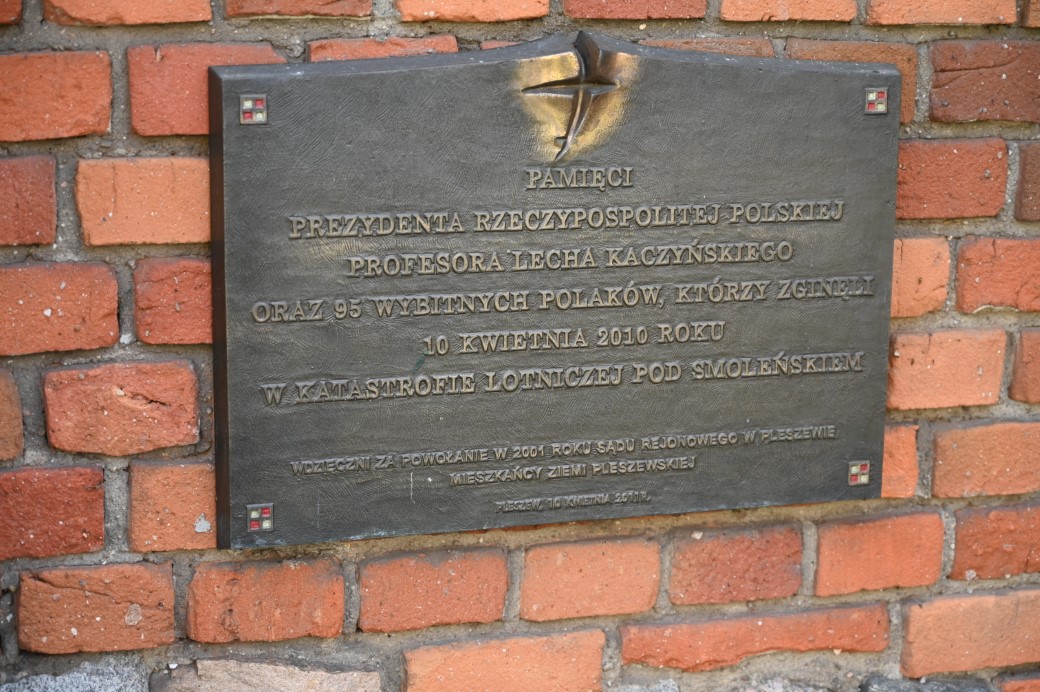 PAMIĘCI
PREZYDENTA RZECZYPOSPOLITEJ POLSKIEJ
PROFESORA LECHA KACZYŃSKIEGO
ORAZ 95 WYBITNYCH POLAKÓW, KTÓRZY ZGINĘLI
10 KWIETNIA 2010 ROKU
W KATASTROFIE LOTNICZEJ POD SMOLEŃSKIEM
WDZIĘCZNI ZA POWOŁANIE W 2001 ROKU SĄDU REJONOWEGO W PLESZEWIE
MIESZKAŃCY ZIEMI PLESZEWSKIEJ
PLESZEW, 10 KWIETNIA 2011 R.